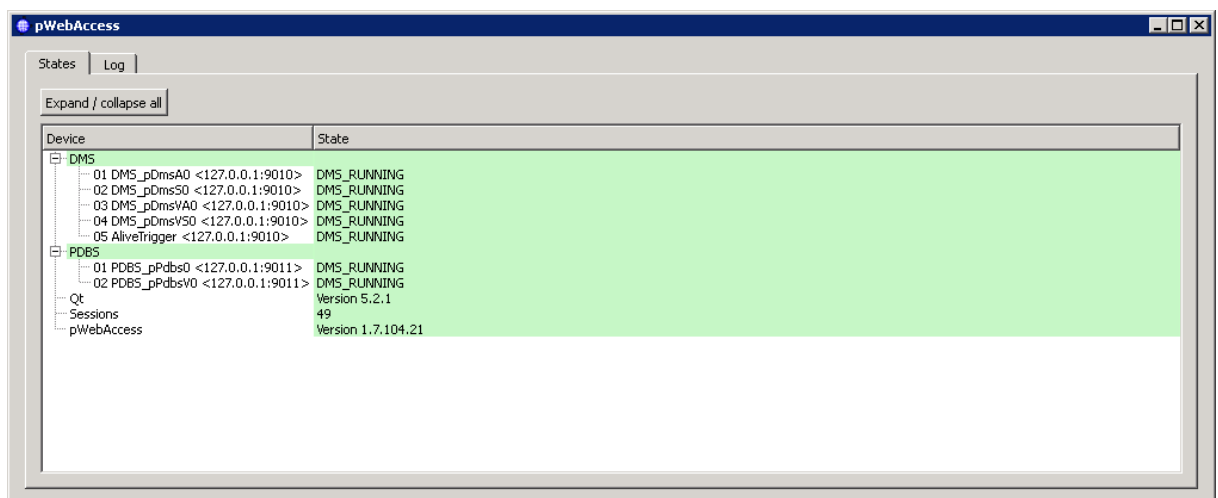 pWebAccess
States Log
Expand / collapse all
Device State
DMS
01 DMS_pDmsA0 <127.0.0.1:9010> DMS_RUNNING
02 DMS_pDmsS0 <127.0.0.1:9010> DMS_RUNNING
03 DMS_pDmsVA0 <127.0.0.1:9010> DMS_RUNNING
04 DMS_pDmsVS0 <127.0.0.1:9010> DMS_RUNNING
05 AliveTrigger <127.0.0.1:9010> DMS_RUNNING
PDBS
01 PDBS_pPdbs0 <127.0.0.1:9011> DMS_RUNNING
02 PDBS_pPdbsV0 <127.0.0.1:9011> DMS_RUNNING
Qt Version 5.2.1
Sessions 49
pWebAccess Version 1.7.104.21